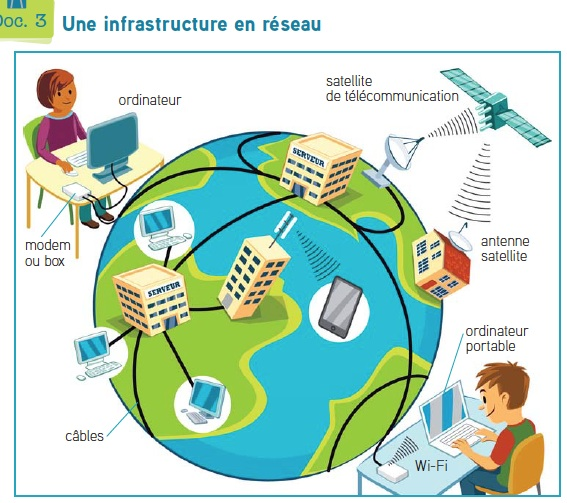 Doc. 3 Une infrastructure en réseau
ordinateur
satellite
de télécommunication
SERVEUR
modem
ou box
antenne
satellite
SERVEUR
ordinateur
portable
câbles
Wi-Fi